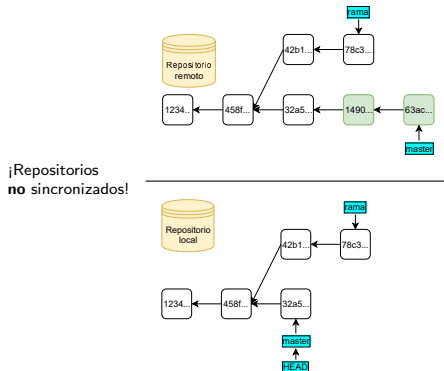 rama
Repositorio
remoto
42b1...
78c3...
1234...
458f...
32a5...
1490...
63ac...
master
¡Repositorios
no sincronizados!
rama
Repositorio
local
42b1...
78c3...
1234...
458f...
32a5...
master
HEAD